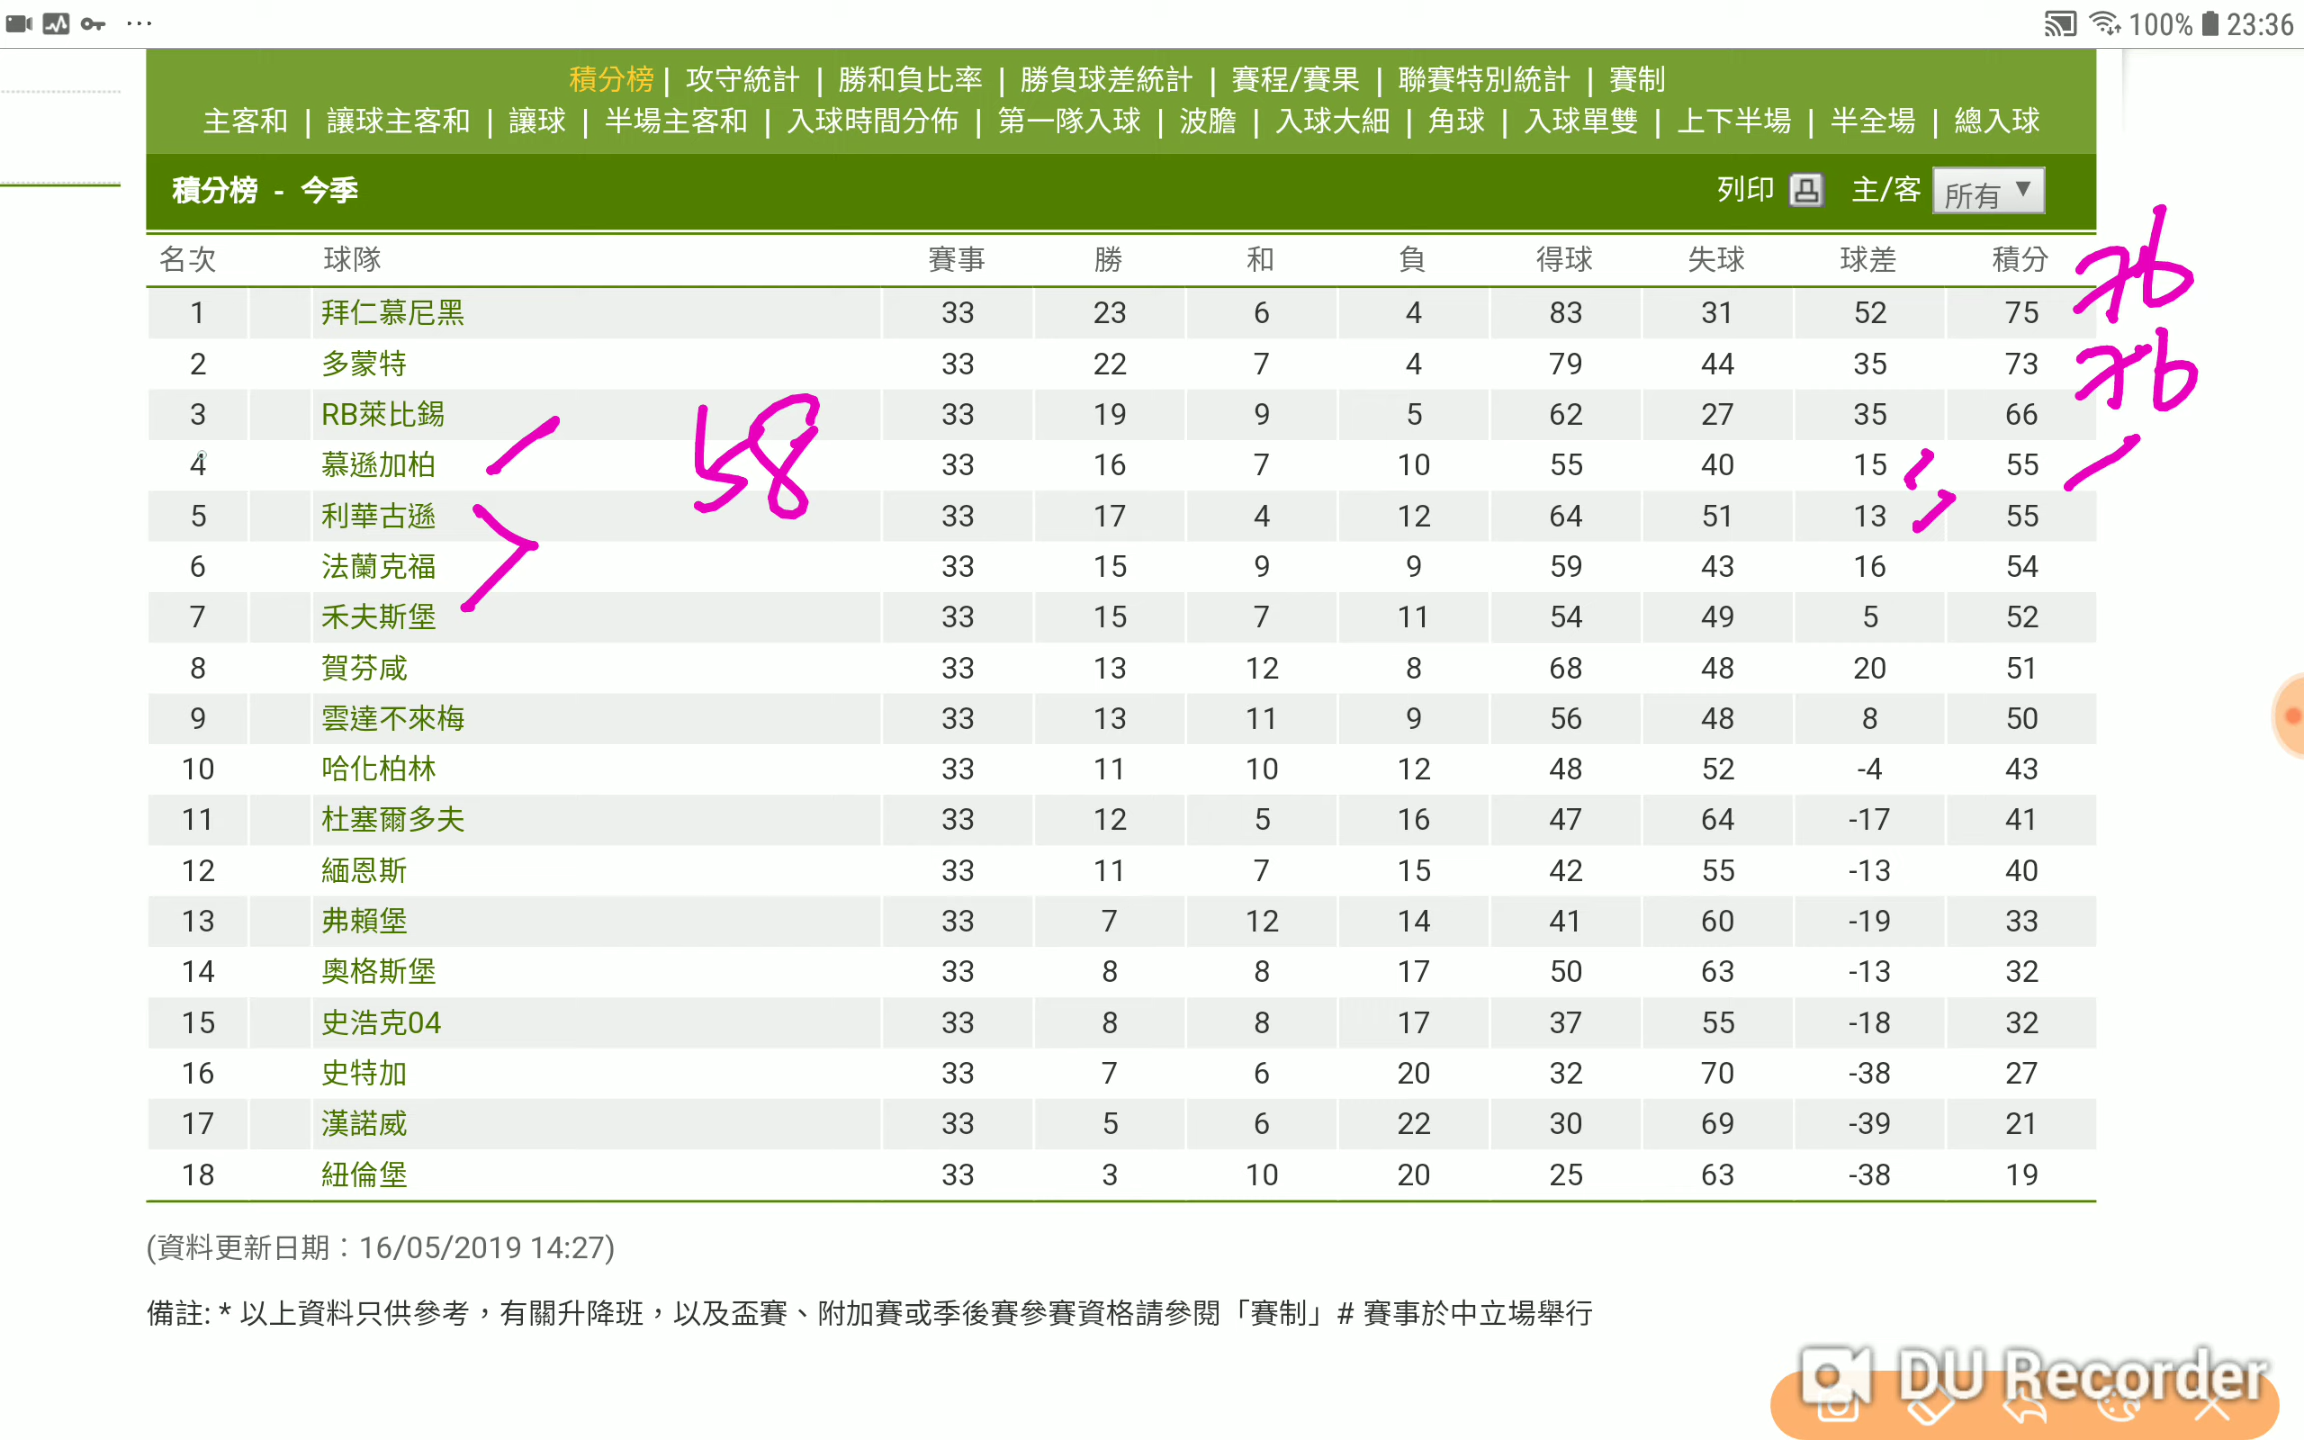 100% 23:36
積分榜 | 攻守統計 | 勝和負比率 | 勝負球差統計 | 賽程/賽果 | 聯賽特別統計 | 賽制
主客和 | 讓球主客和 | 讓球 | 半場主客和 | 入球時間分佈 | 第一隊入球 | 波膽 | 入球大細 | 角球 | 入球單雙 | 上下半場 | 半全場 | 總入球
積分榜 - 今季 列印 主/客 所有
名次 球隊 賽事 勝 和 負 得球 失球 球差 積分
76
1 拜仁慕尼黑 33 23 6 4 83 31 52 75
2 多蒙特 33 22 7 4 79 44 35 73
76
3 RB萊比錫 33 19 9 5 62 27 35 66
58
4 慕遜加柏 33 16 7 10 55 40 15 55
5 利華古遜 33 17 4 12 64 51 13 55
6 法蘭克福 33 15 9 9 59 43 16 54
7 禾夫斯堡 33 15 7 11 54 49 5 52
8 賀芬咸 33 13 12 8 68 48 20 51
9 雲達不來梅 33 13 11 9 56 48 8 50
10 哈化柏林 33 11 10 12 48 52 -4 43
11 杜塞爾多夫 33 12 5 16 47 64 -17 41
12 緬恩斯 33 11 7 15 42 55 -13 40
13 弗賴堡 33 7 12 14 41 60 -19 33
14 奧格斯堡 33 8 8 17 50 63 -13 32
15 史浩克04 33 8 8 17 37 55 -18 32
16 史特加 33 7 6 20 32 70 -38 27
17 漢諾威 33 5 6 22 30 69 -39 21
18 紐倫堡 33 3 10 20 25 63 -38 19
(資料更新日期：16/05/2019 14:27)
備註: * 以上資料只供參考，有關升降班，以及盃賽、附加賽或季後賽參賽資格請參閱「賽制」# 賽事於中立場舉行
DU Recorder